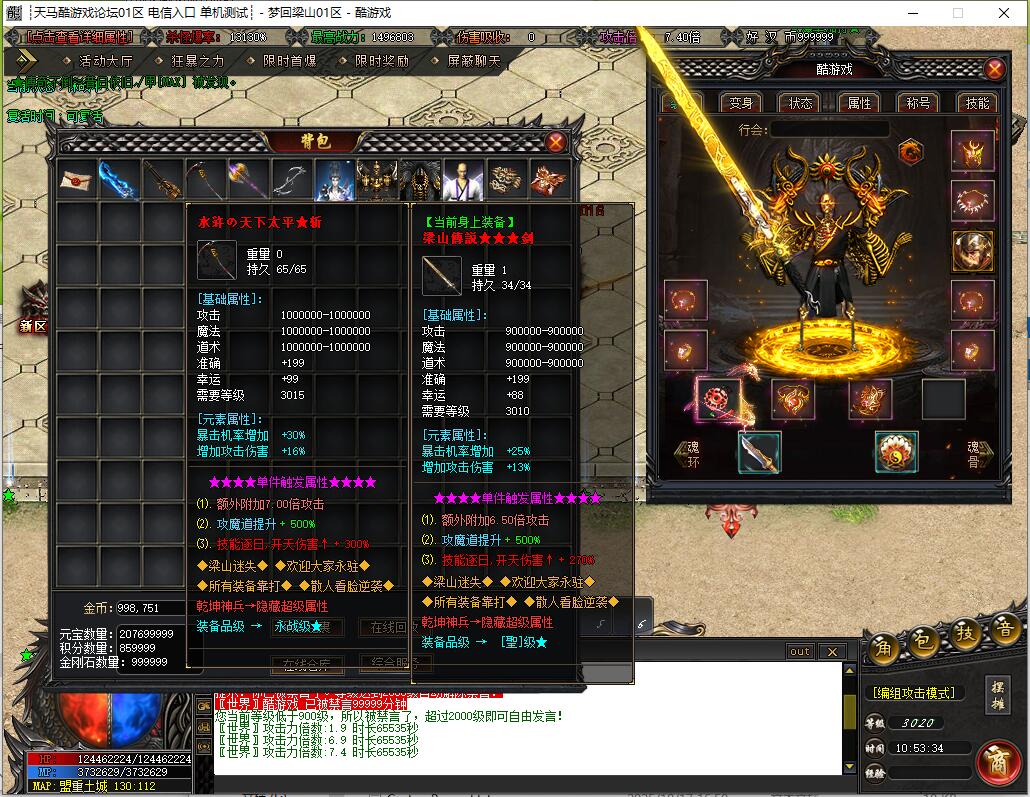 天马酷游戏论坛01区 电信入口 单机测试┆ - 梦回梁山01区 - 酷游戏
[点击查看详细属性]
杀怪爆率: 13130%
最高战力: 1496803
伤害吸收: 0
7.40倍
好 汉 币999999
活动大厅
狂暴之力
限时首爆
限时奖励
屏蔽聊天
复活时间：可复活
酷游戏
变身
状态
属性
称号
技能
行会:
背包
新区
水浒の天下太平★斩
重量 0
持久 65/65
[基础属性]:
攻击 1000000-1000000
魔法 1000000-1000000
道术 1000000-1000000
准确 +199
幸运 +99
需要等级 3015
[元素属性]:
暴击机率增加 +30%
增加攻击伤害 +16%
★★★★单件触发属性★★★★
(1). 额外附加7.00倍攻击
(2). 攻魔道提升 + 500%
(3). 技能逐日,开天伤害↑ + 300%
◆梁山迷失◆ ◆欢迎大家永驻◆
◆所有装备靠打◆ ◆散人看脸逆袭◆
乾坤神兵→隐藏超级属性
装备品级 → 永战级★
【当前身上装备】
梁山傳說★★★剑
重量 1
持久 34/34
[基础属性]:
攻击 900000-900000
魔法 900000-900000
道术 900000-900000
准确 +199
幸运 +88
需要等级 3010
[元素属性]:
暴击机率增加 +25%
增加攻击伤害 +13%
★★★★单件触发属性★★★★
(1). 额外附加6.50倍攻击
(2). 攻魔道提升 + 500%
(3). 技能逐日,开天伤害↑ + 270%
◆梁山迷失◆ ◆欢迎大家永驻◆
◆所有装备靠打◆ ◆散人看脸逆袭◆
乾坤神兵→隐藏超级属性
装备品级 → [聖]级★
魂环
魂骨
金币: 998,751
元宝数量: 207699999
积分数量: 859999
金刚石数量: 999999
在线回
在线仓库
综合服务
5
6
out
X
〖世界〗酷游戏 已被禁言99999分钟
您当前等级低于900级，所以被禁言了，超过2000级即可自由发言！
〖世界〗攻击力倍数:1.9 时长65535秒
〖世界〗攻击力倍数:6.9 时长65535秒
〖世界〗攻击力倍数:7.4 时长65535秒
角
包
技
音
[编组攻击模式]
摆摊
等级 3020
时间 10:53:34
经验
商
HP: 124462224/124462224
MP: 3732629/3732629
MAP: 盟重土城 130:112